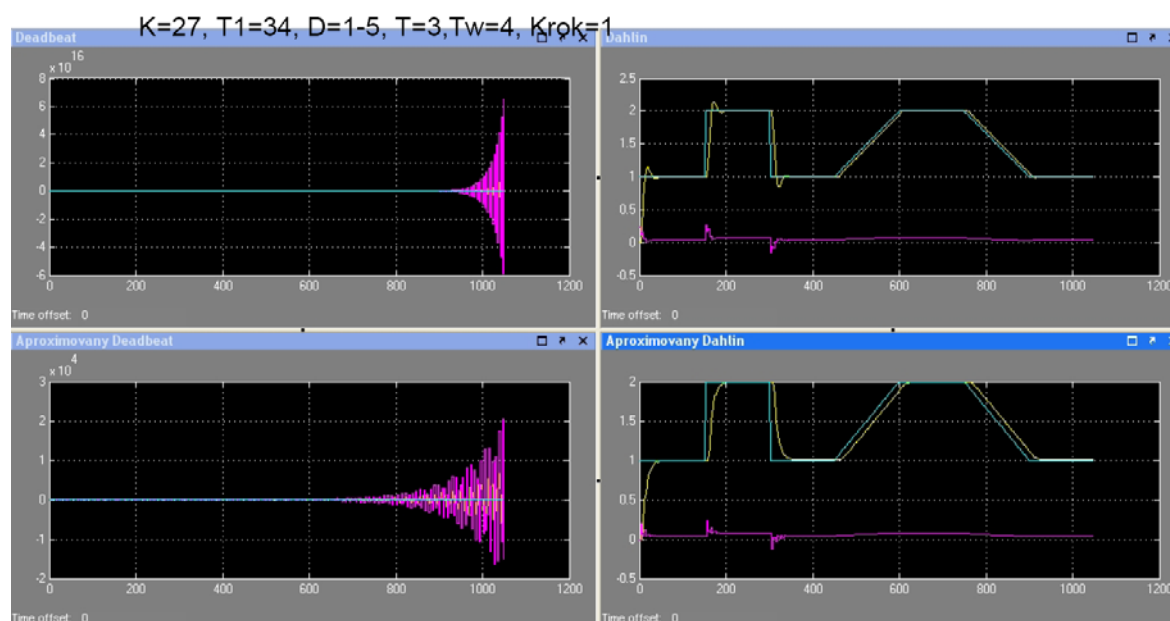 K=27, T1=34, D=1-5, T=3,Tw=4, Krok=1
Deadbeat
x 10
16
8
6
4
2
0
-2
-4
-6
0 200 400 600 800 1000 1200
Time offset: 0
Dahlin
2.5
2
1.5
1
0.5
0
-0.5
0 200 400 600 800 1000 1200
Time offset: 0
Aproximovany Deadbeat
x 10
4
3
2
1
0
-1
-2
0 200 400 600 800 1000 1200
Time offset: 0
Aproximovany Dahlin
2
1.5
1
0.5
0
-0.5
0 200 400 600 800 1000 1200
Time offset: 0